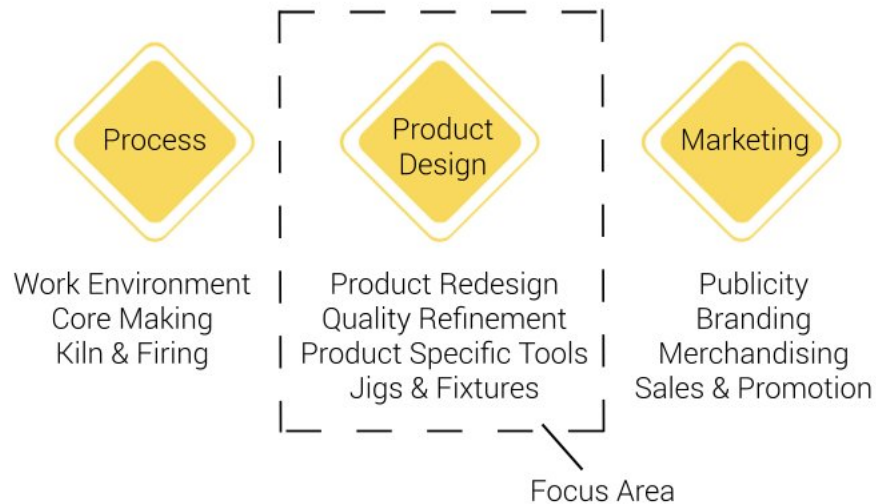 Process
Work Environment
Core Making
Kiln & Firing
Product
Design
Product Redesign
Quality Refinement
Product Specific Tools
Jigs & Fixtures
Marketing
Publicity
Branding
Merchandising
Sales & Promotion
Focus Area